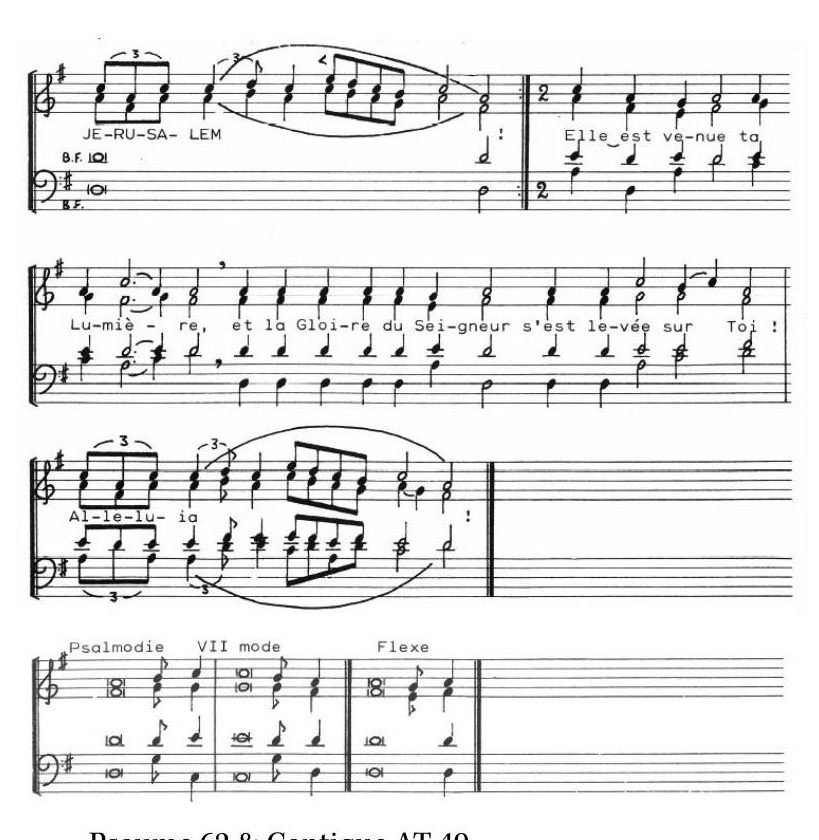 JE-RU-SA- LEM ! Elle est ve-nue ta
B.F.
B.F.
Lu-miè - re, et la Gloi-re du Sei-gneur s'est le-vée sur Toi !
Al-le-lu- ia !
Psalmodie VII mode Flexe
Psaume 62 & Cantique AT